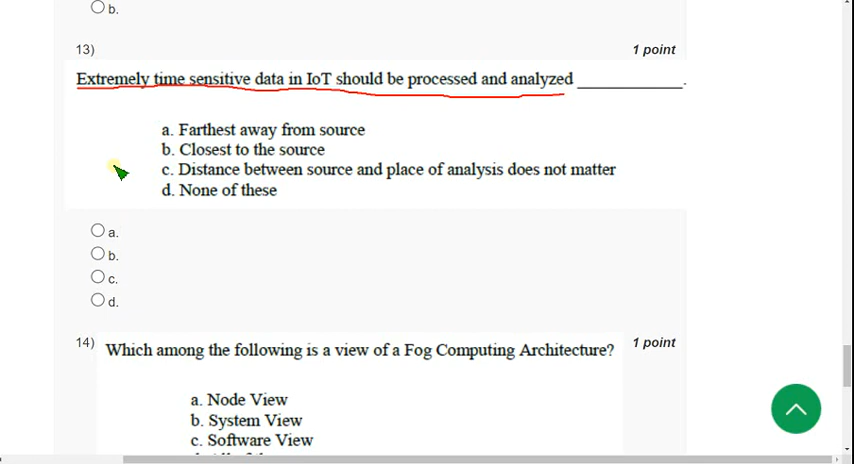 b.
13)
1 point
Extremely time sensitive data in IoT should be processed and analyzed ____________.
a. Farthest away from source
b. Closest to the source
c. Distance between source and place of analysis does not matter
d. None of these
a.
b.
c.
d.
14)
Which among the following is a view of a Fog Computing Architecture?
1 point
a. Node View
b. System View
c. Software View